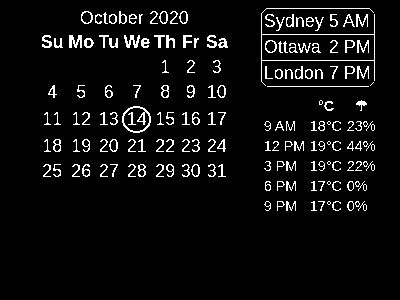 October 2020
Su Mo Tu We Th Fr Sa
1 2 3
4 5 6 7 8 9 10
11 12 13 14 15 16 17
18 19 20 21 22 23 24
25 26 27 28 29 30 31
Sydney 5 AM
Ottawa 2 PM
London 7 PM
°C
9 AM 18°C 23%
12 PM 19°C 44%
3 PM 19°C 22%
6 PM 17°C 0%
9 PM 17°C 0%